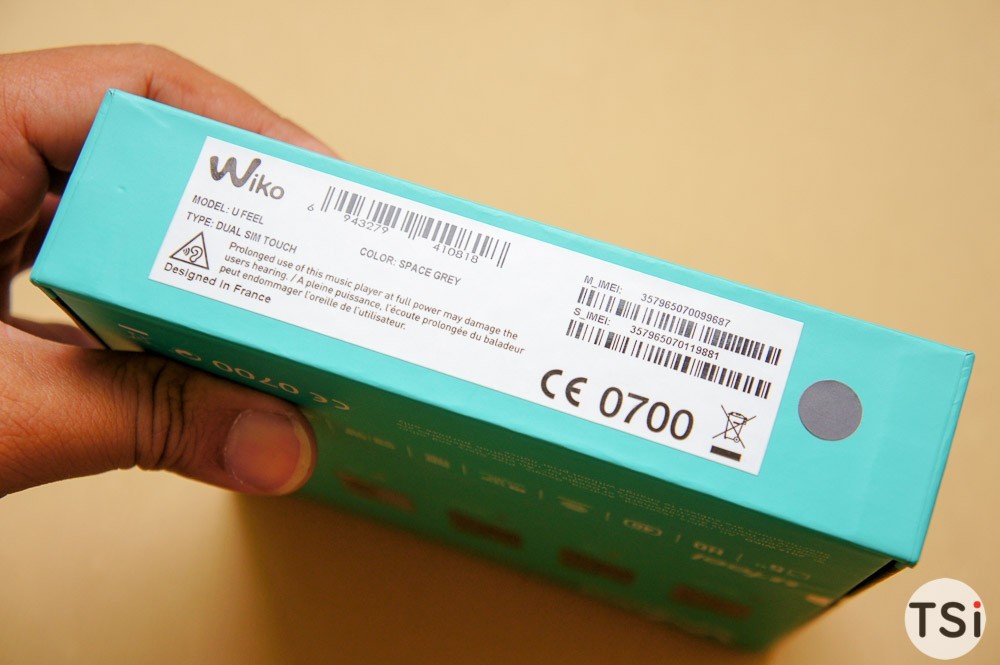 Wiko
MODEL: U FEEL
TYPE: DUAL SIM TOUCH
6 943279 410818
COLOR: SPACE GREY
Prolonged use of this music player at full power may damage the
users hearing. / A pleine puissance, l'écoute prolongée du baladeur
peut endommager l'oreille de l'utilisateur.
Designed in France
M_IMEI: 357965070099687
S_IMEI: 357965070119881
CE 0700
CE 0700
TSi